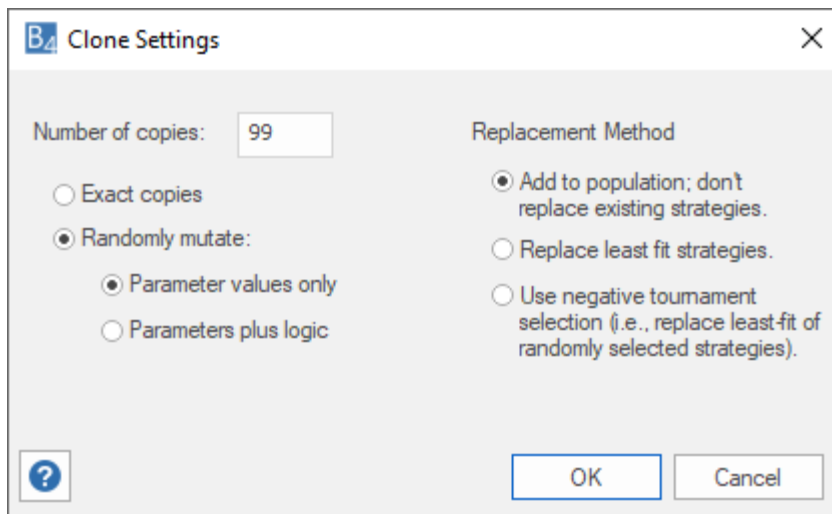 B4 Clone Settings
Number of copies: 99
Exact copies
Randomly mutate:
Parameter values only
Parameters plus logic
Replacement Method
Add to population; don't
replace existing strategies.
Replace least fit strategies.
Use negative tournament
selection (i.e., replace least-fit of
randomly selected strategies).
?
OK
Cancel